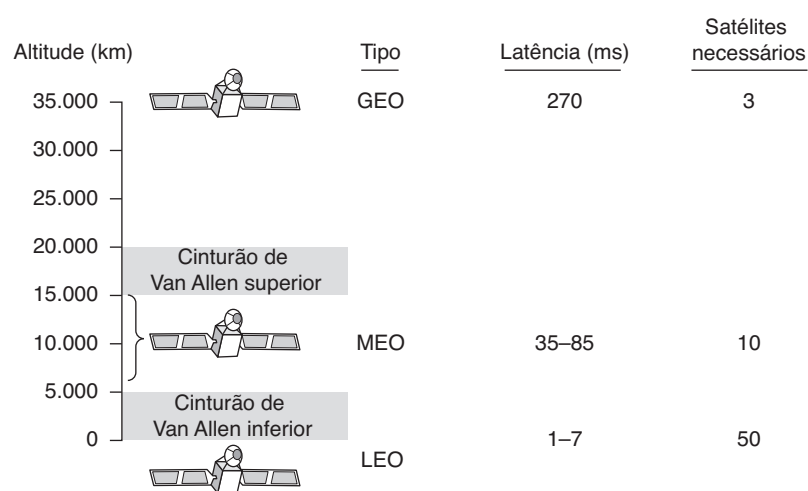 Altitude (km)
Tipo
Latência (ms)
Satélites
necessários
35.000
GEO
270
3
30.000
25.000
20.000
Cinturão de
Van Allen superior
15.000
10.000
MEO
35–85
10
5.000
Cinturão de
Van Allen inferior
0
LEO
1–7
50